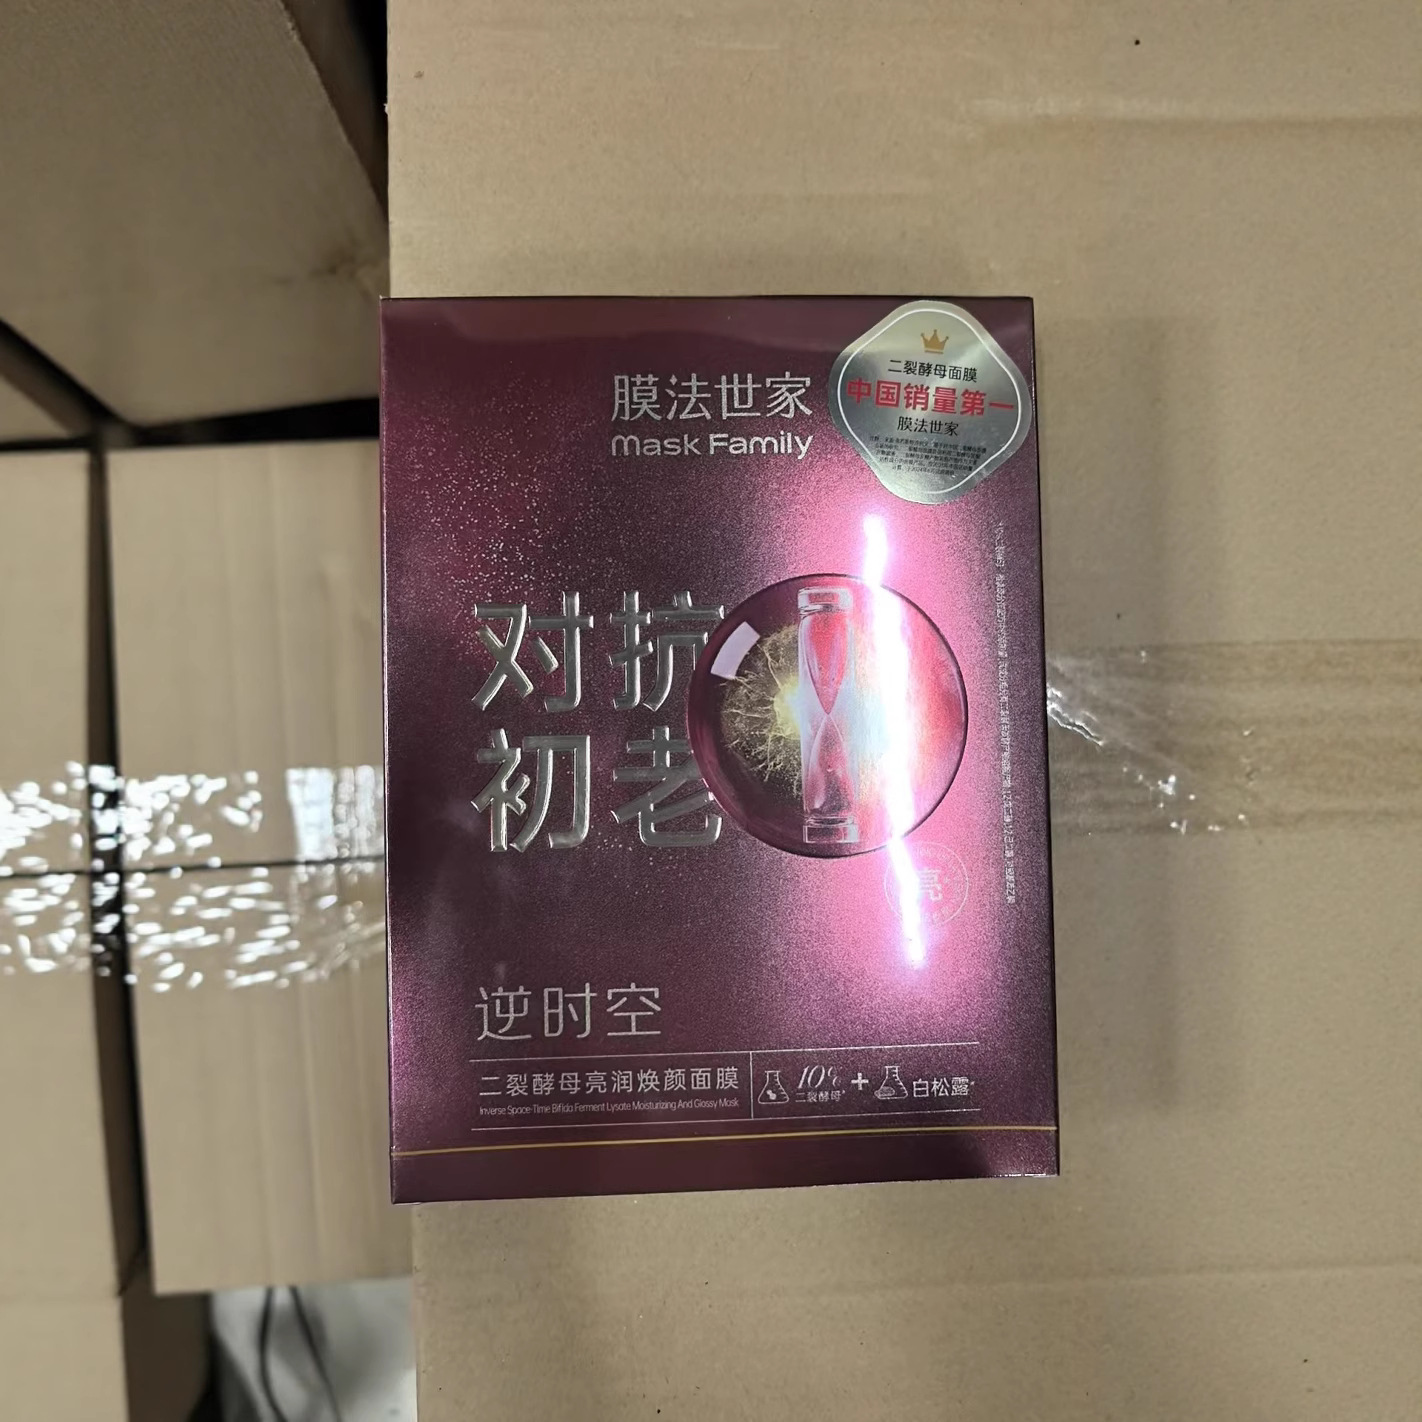 膜法世家
Mask Family
二裂酵母面膜
中国销量第一
膜法世家
对抗
初老
亮
逆时空
二裂酵母亮润焕颜面膜
Inverse Space-Time Bifida Ferment Lysate Moisturizing And Glossy Mask
10%
二裂酵母*
+
白松露*